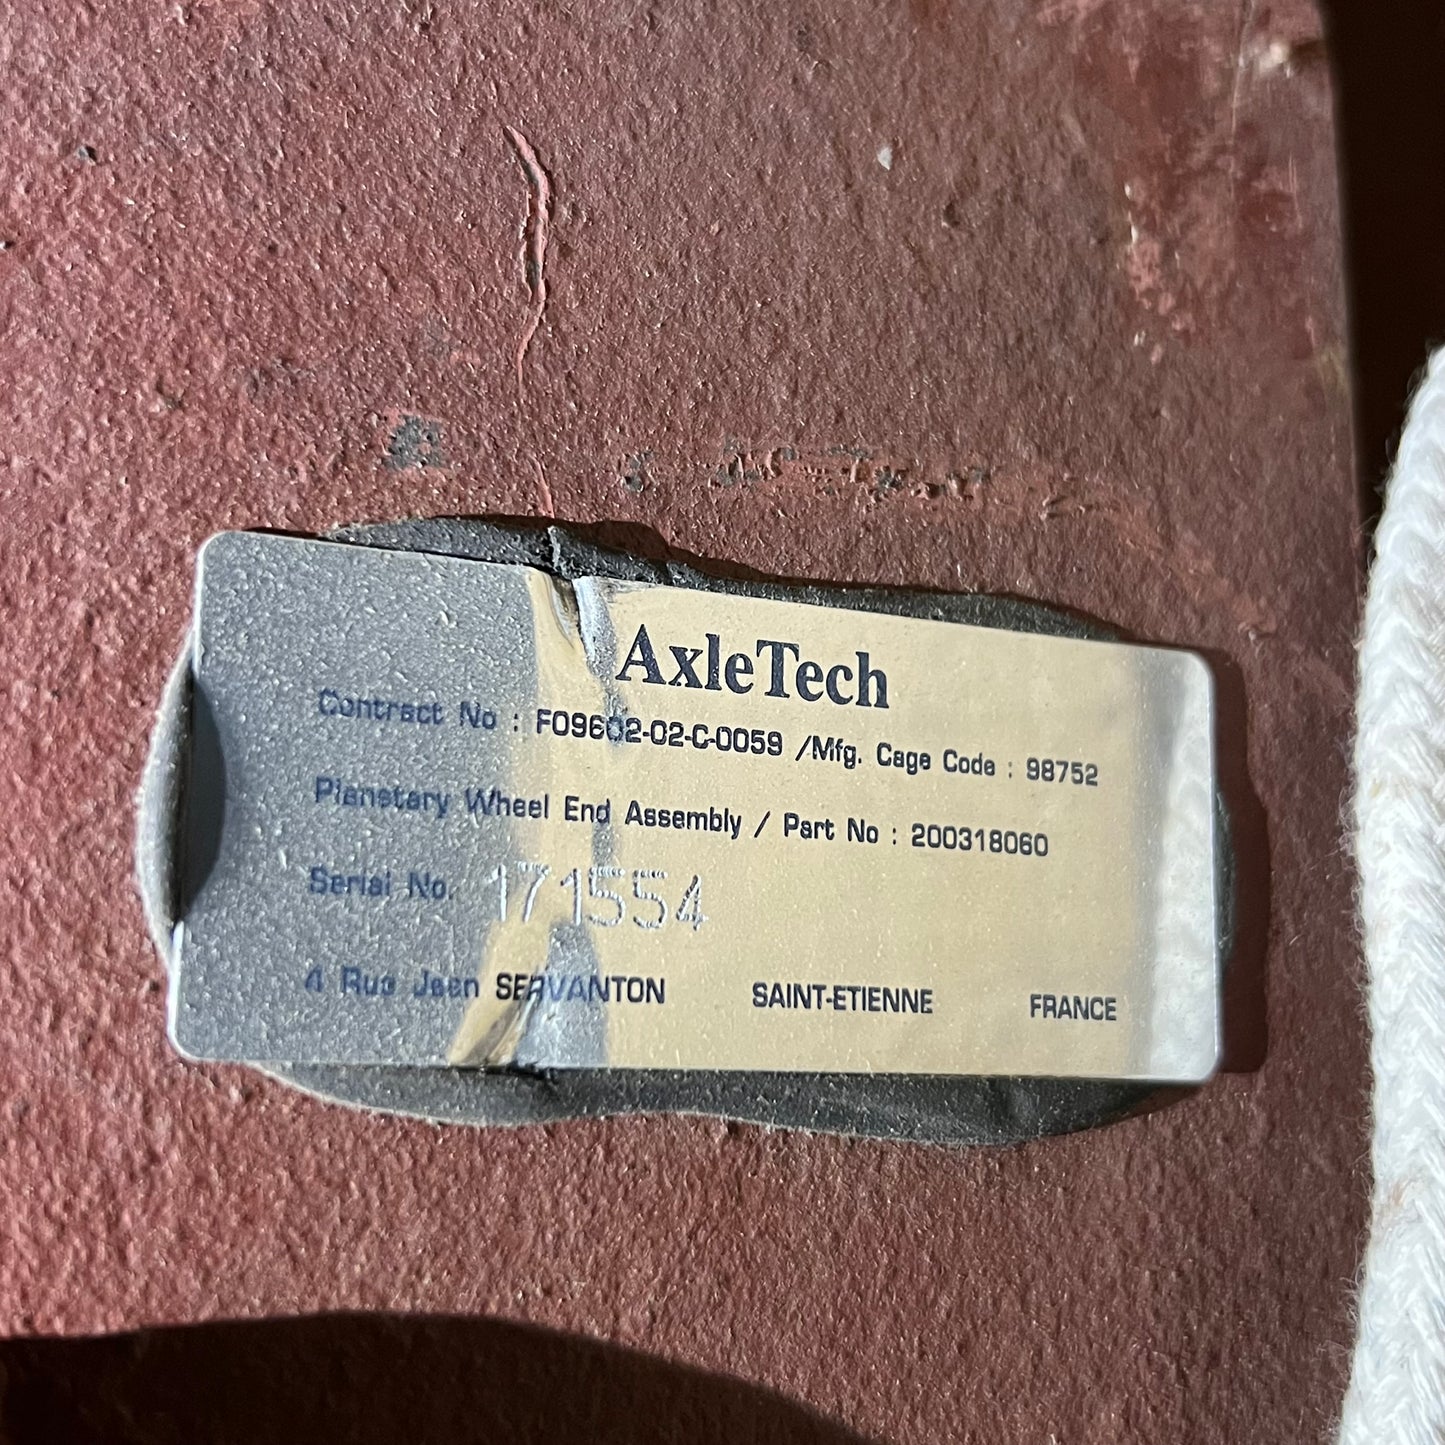 AxleTech
Contract No : F09602-02-C-0059 /Mfg. Cage Code : 98752
Planetary Wheel End Assembly / Part No : 200318060
Serial No. 171554
4 Rue Jean SERVANTON SAINT-ETIENNE FRANCE